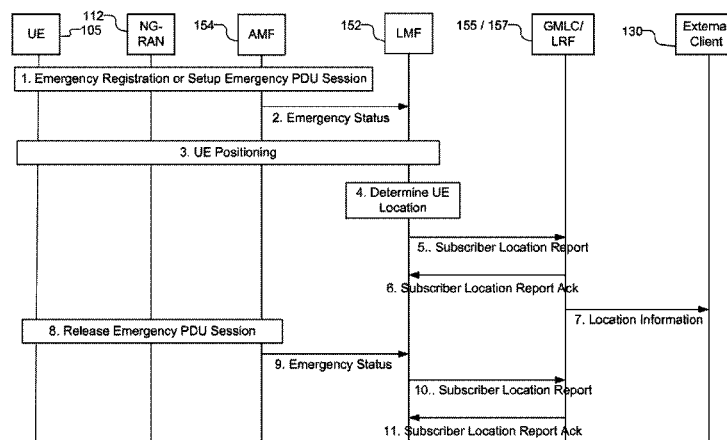 UE
105
112
NG-
RAN
154
AMF
152
LMF
155 / 157
GMLC/
LRF
130
External
Client
1. Emergency Registration or Setup Emergency PDU Session
2. Emergency Status
3. UE Positioning
4. Determine UE
Location
5.. Subscriber Location Report
6. Subscriber Location Report Ack
7. Location Information
8. Release Emergency PDU Session
9. Emergency Status
10.. Subscriber Location Report
11. Subscriber Location Report Ack